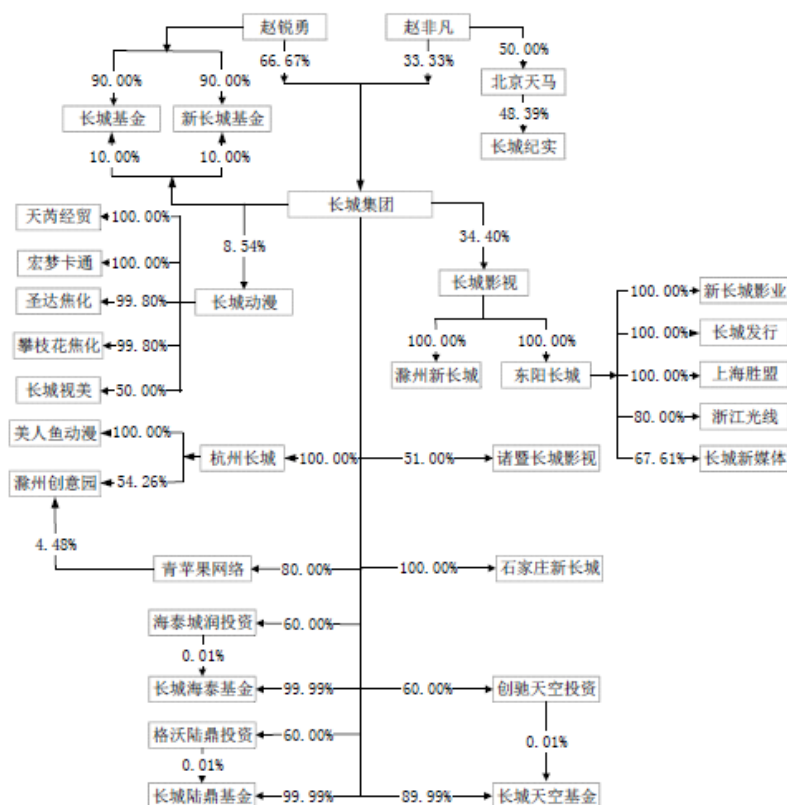 赵锐勇
赵非凡
66.67%
33.33%
50.00%
90.00%
90.00%
北京天马
长城基金
新长城基金
48.39%
10.00%
10.00%
长城纪实
长城集团
天芮经贸
100.00%
8.54%
34.40%
宏梦卡通
100.00%
长城影视
圣达焦化
99.80%
长城动漫
100.00%
新长城影业
攀枝花焦化
99.80%
100.00%
100.00%
100.00%
长城发行
长城视美
50.00%
滁州新长城
东阳长城
100.00%
上海胜盟
80.00%
浙江光线
美人鱼动漫
100.00%
杭州长城
100.00%
51.00%
诸暨长城影视
67.61%
长城新媒体
滁州创意园
54.26%
4.48%
青苹果网络
80.00%
100.00%
石家庄新长城
海泰城润投资
60.00%
0.01%
长城海泰基金
99.99%
60.00%
创驰天空投资
格沃陆鼎投资
60.00%
0.01%
0.01%
长城陆鼎基金
99.99%
89.99%
长城天空基金